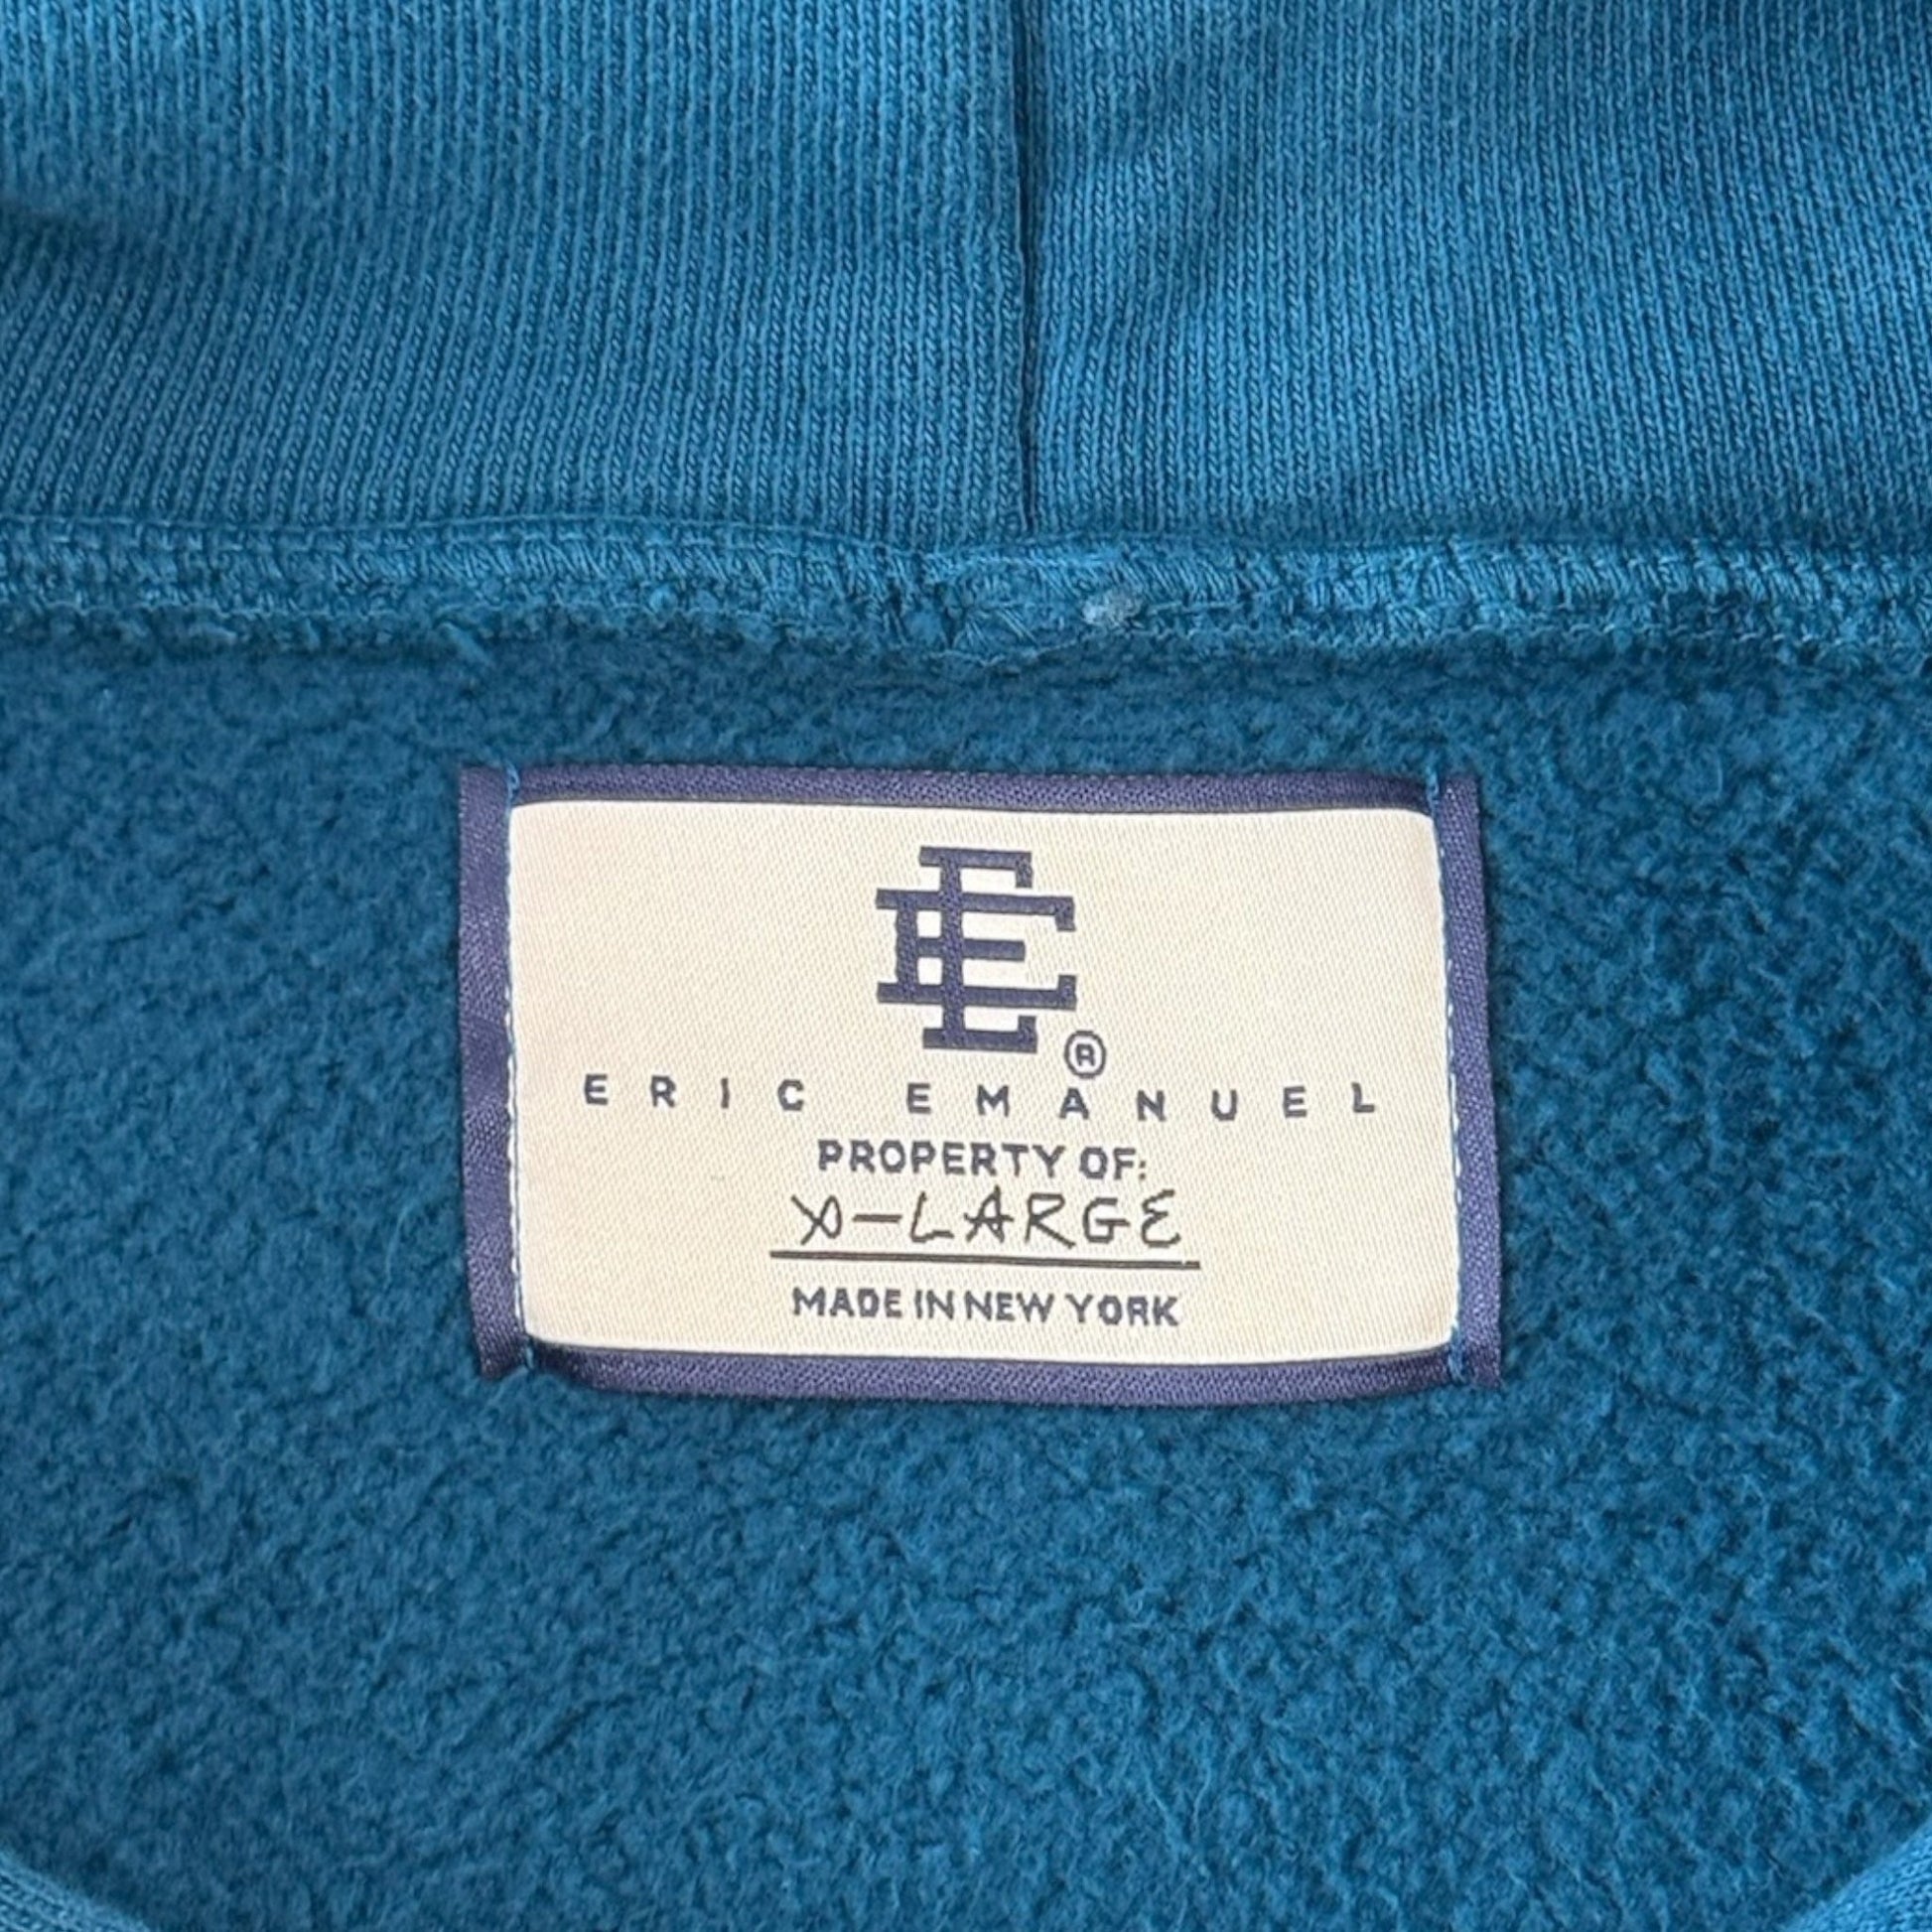 EE®
ERIC EMANUEL
PROPERTY OF:
X-LARGE
MADE IN NEW YORK